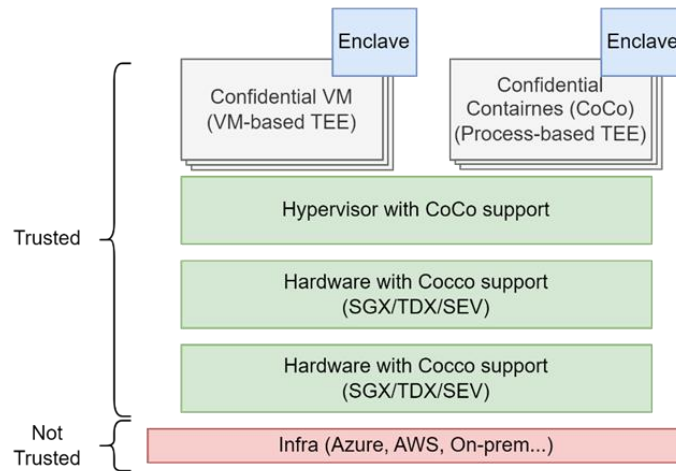 Enclave
Enclave
Confidential VM
(VM-based TEE)
Confidential
Contairnes (CoCo)
(Process-based TEE)
Hypervisor with CoCo support
Trusted
Hardware with Cocco support
(SGX/TDX/SEV)
Hardware with Cocco support
(SGX/TDX/SEV)
Not
Trusted
Infra (Azure, AWS, On-prem...)